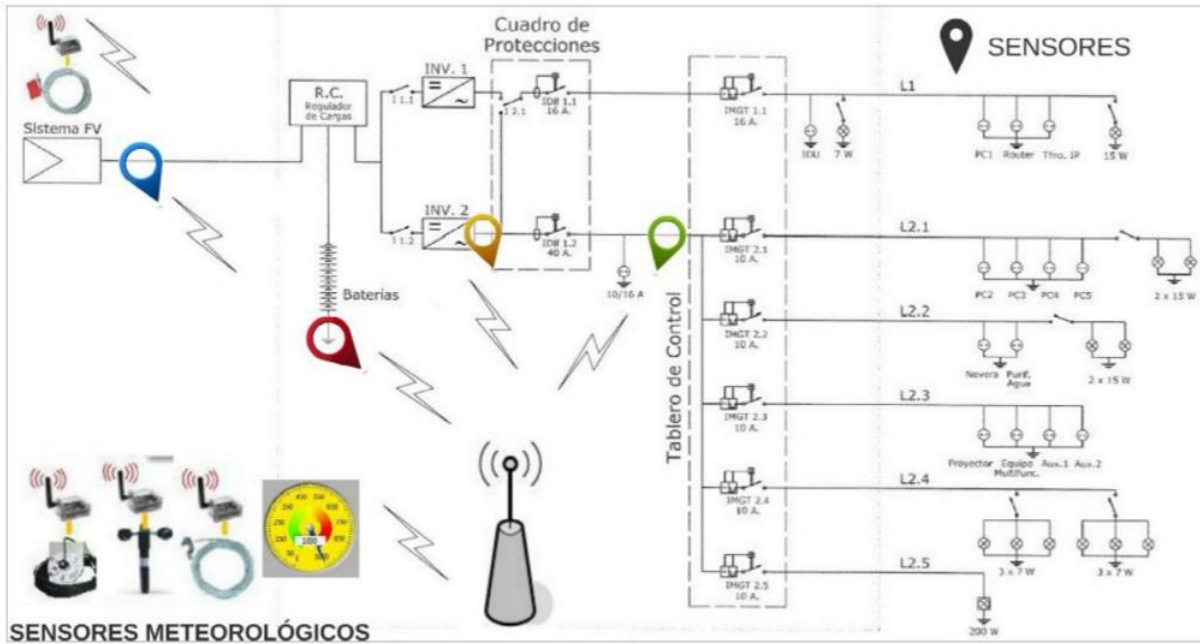 Cuadro de
Protecciones
SENSORES
Sistema FV
R.C.
Regulador
de Cargas
I 1.1
INV. 1
I 2.1
IDB 1.1
16 A.
IMGT 1.1
16 A.
L1
7 W
PC1 Router Tfno. IP
15 W
I 1.2
INV. 2
IDB 1.2
40 A.
10/16 A
IMGT 2.1
10 A.
L2.1
PC2 PC3 PC4 PC5
2 x 15 W
Baterías
Tablero de Control
IMGT 2.2
10 A.
L2.2
Nevera Purif.
Agua
2 x 15 W
IMGT 2.3
10 A.
L2.3
Proyector Equipo Aux.1 Aux.2
Multifunc.
IMGT 2.4
10 A.
L2.4
3 x 7 W
3 x 7 W
IMGT 2.5
10 A.
L2.5
200 W
1000
SENSORES METEOROLÓGICOS